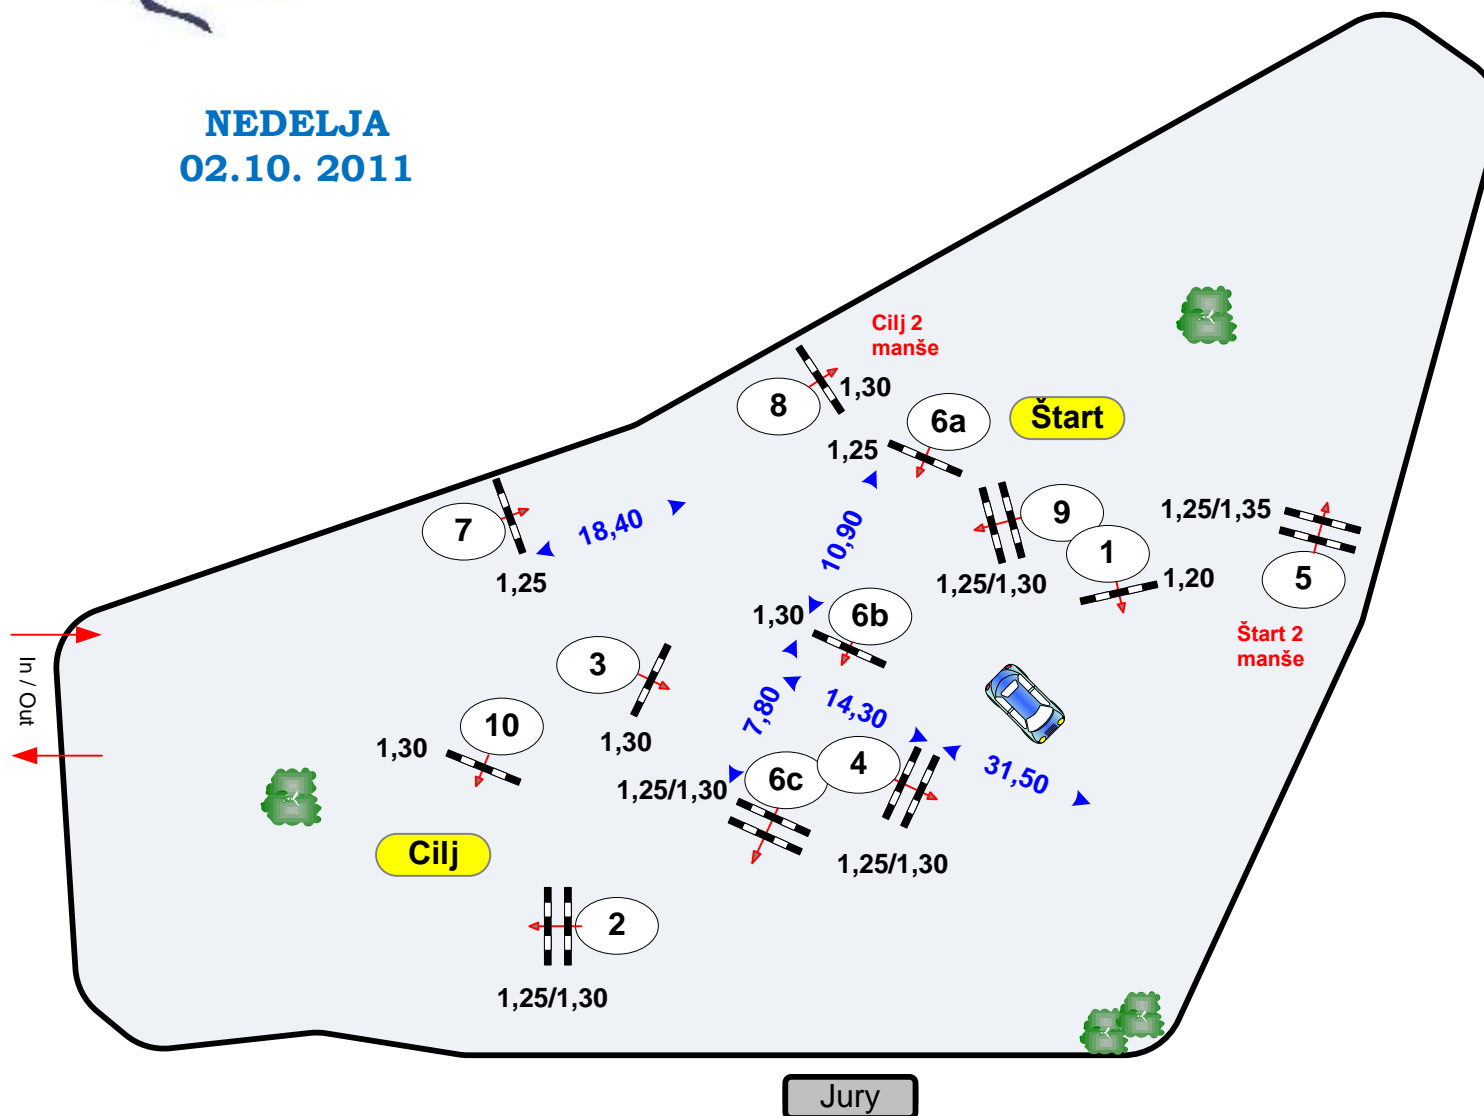 NEDELJA
02.10. 2011
Cilj 2
manše
8
1,30
6a
Štart
1,25
7
18,40
1,25
10,90
9
1,25/1,35
1
1,25/1,30
1,20
5
1,30
6b
Štart 2
manše
In / Out
3
10
1,30
1,30
7,80
14,30
4
31,50
6c
1,25/1,30
1,25/1,30
Cilj
2
1,25/1,30
Jury